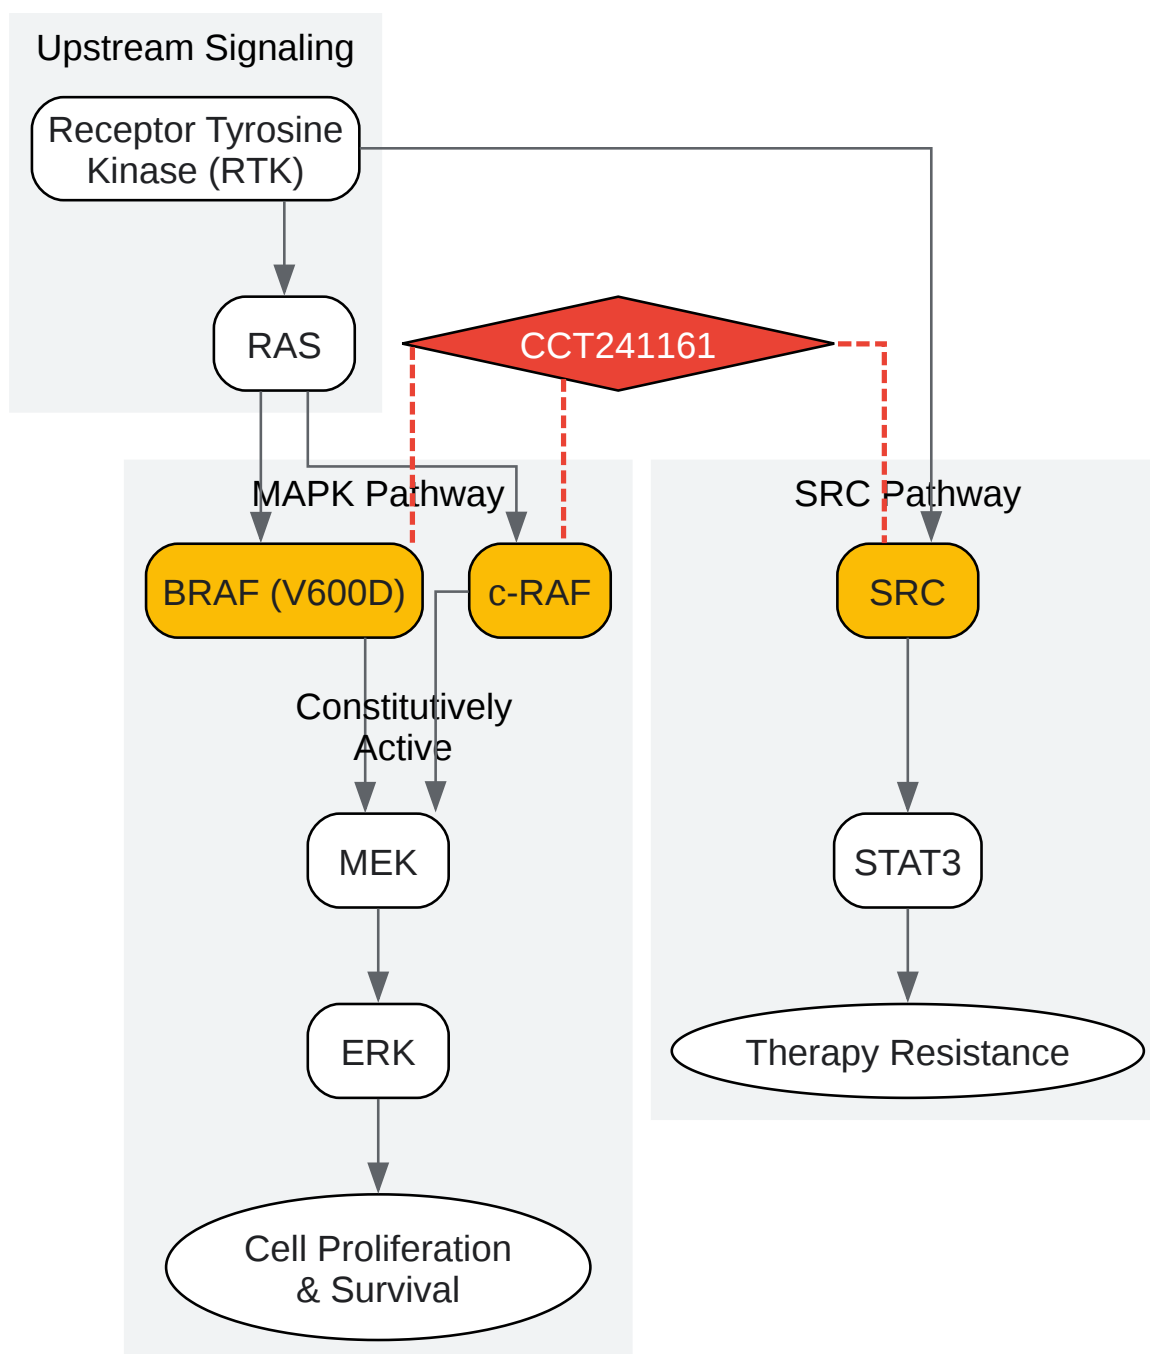 Upstream Signaling
Receptor Tyrosine
Kinase (RTK)
RAS
CCT241161
MAPK Pathway
SRC Pathway
BRAF (V600D)
c-RAF
SRC
Constitutively
Active
MEK
STAT3
ERK
Therapy Resistance
Cell Proliferation
& Survival